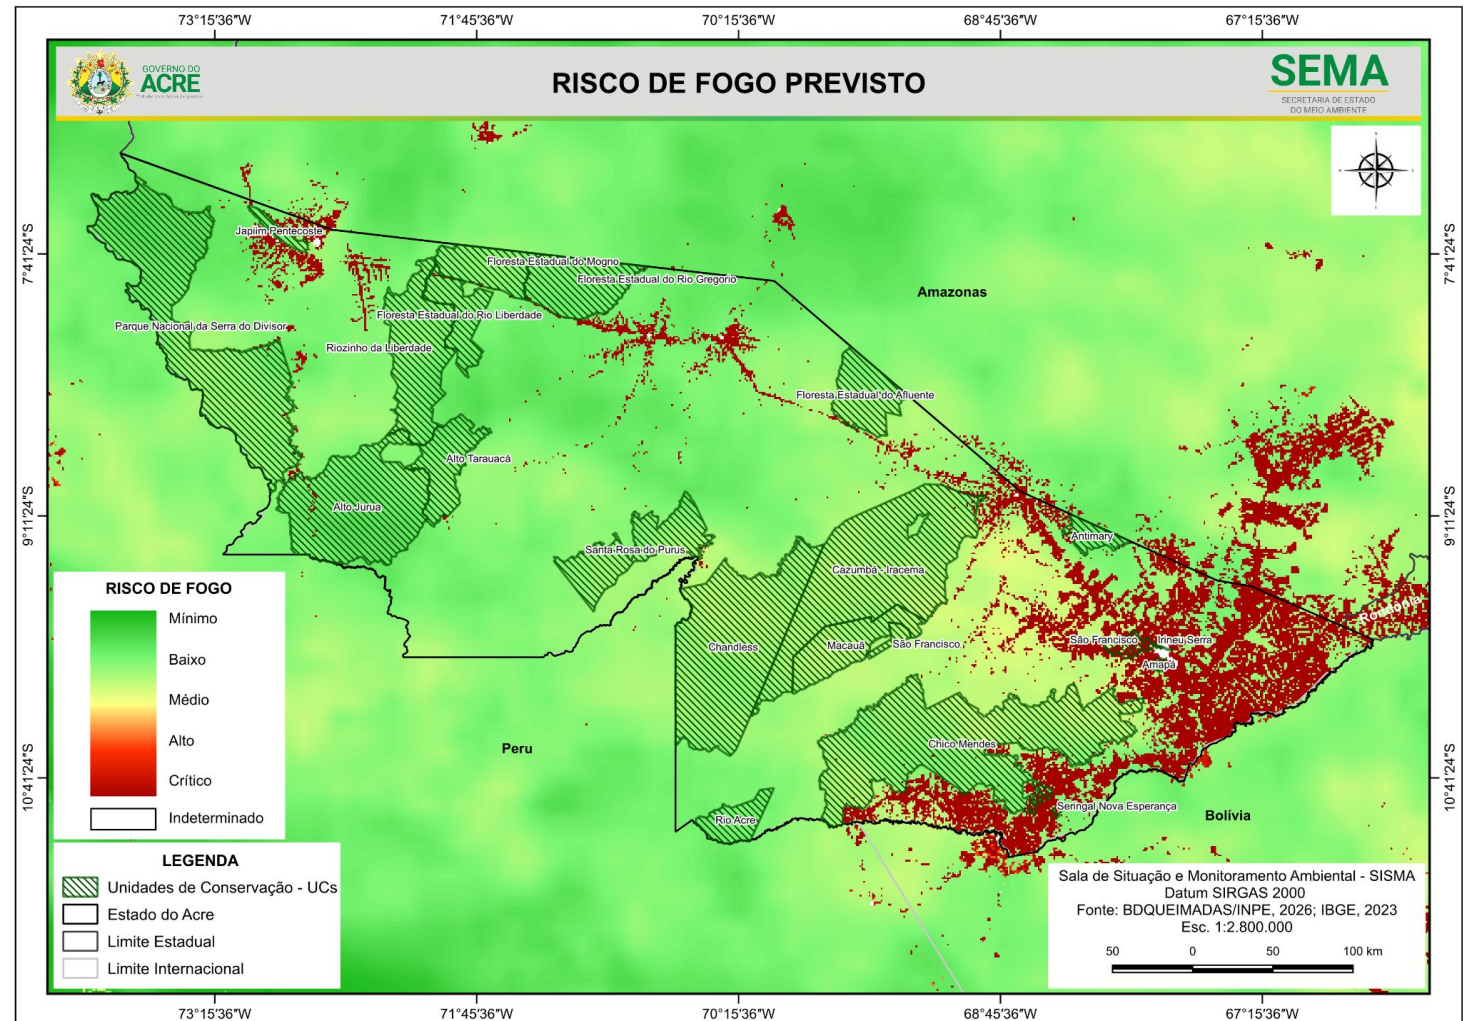 73°15'36"W 71°45'36"W 70°15'36"W 68°45'36"W 67°15'36"W
GOVERNO DO
ACRE
RISCO DE FOGO PREVISTO
SEMA
SECRETARIA DE ESTADO
DO MEIO AMBIENTE
N
Japiim Pentecoste
7°41'24"S
7°41'24"S
Floresta Estadual do Mogno
Floresta Estadual do Rio Gregorio
Amazonas
Floresta Estadual do Rio Liberdade
Parque Nacional da Serra do Divisor
Riozinho da Liberdade
Floresta Estadual do Afluente
Alto Tarauacá
Alto Jurua
9°11'24"S
9°11'24"S
Antimary
Santa Rosa do Purus
Cazumbá - Iracema
Rondônia
São Francisco
Irineu Serra
Chandless
Macauã
São Francisco
Amapá
Chico Mendes
Peru
10°41'24"S
10°41'24"S
Seringal Nova Esperança
Rio Acre
Bolívia
RISCO DE FOGO
Mínimo
Baixo
Médio
Alto
Crítico
Indeterminado
LEGENDA
Unidades de Conservação - UCs
Estado do Acre
Limite Estadual
Limite Internacional
Sala de Situação e Monitoramento Ambiental - SISMA
Datum SIRGAS 2000
Fonte: BDQUEIMADAS/INPE, 2026; IBGE, 2023
Esc. 1:2.800.000
50 0 50 100 km
73°15'36"W 71°45'36"W 70°15'36"W 68°45'36"W 67°15'36"W